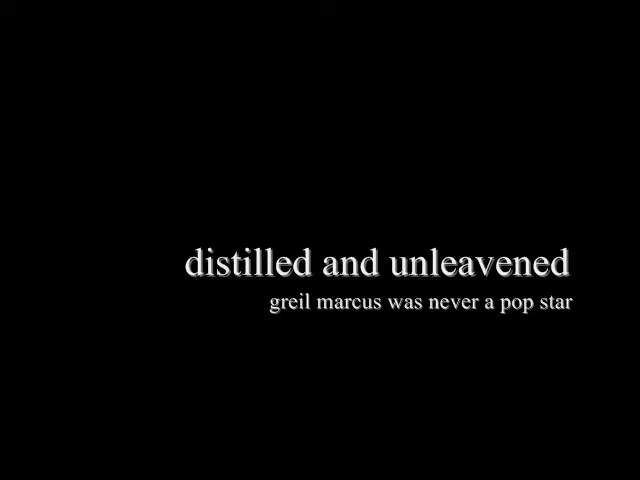 distilled and unleavened
greil marcus was never a pop star